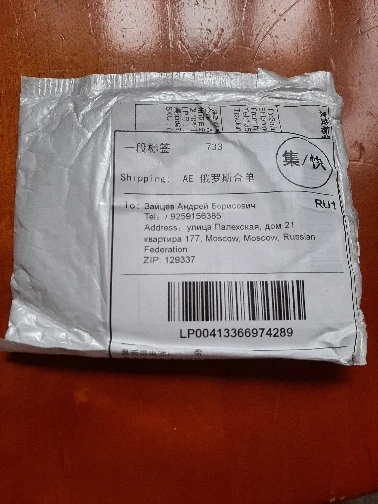 一段标签 733
集/快
Shipping: AE 俄罗斯合单
To: Зайцев Андрей Борисович
RU1
Tel: / 9259156385
Address: улица Палехская, дом 21
квартира 177, Moscow, Moscow, Russian
Federation
ZIP: 129337
LP00413366974289